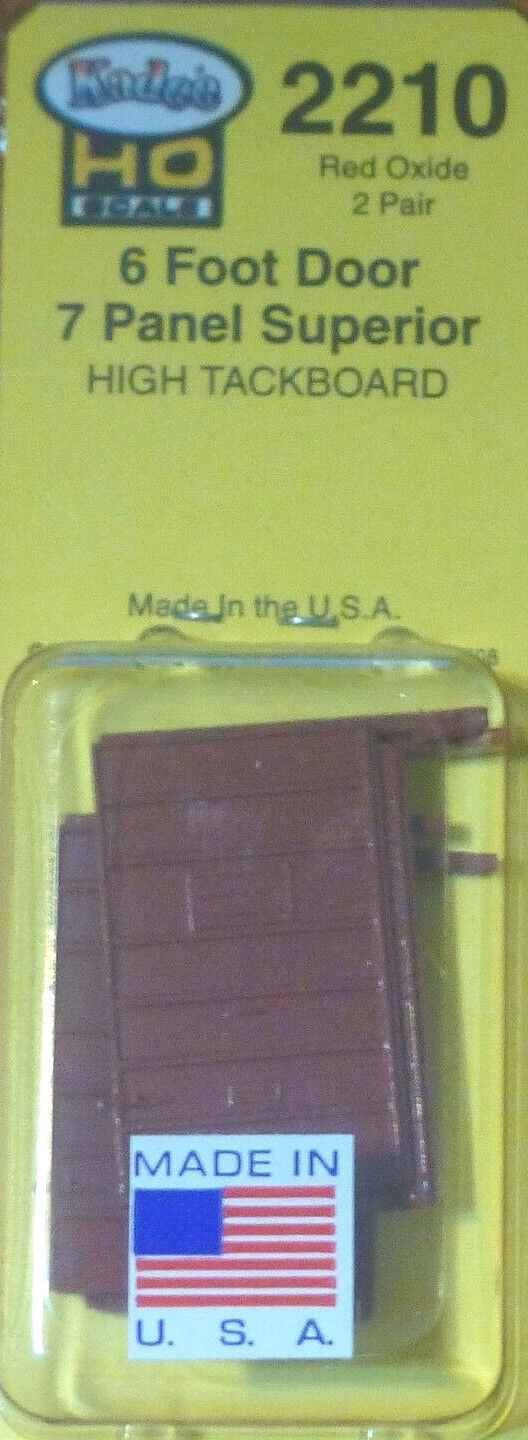 Kadee
HO
SCALE
2210
Red Oxide
2 Pair
6 Foot Door
7 Panel Superior
HIGH TACKBOARD
Made In the U.S.A.
MADE IN
U. S. A.